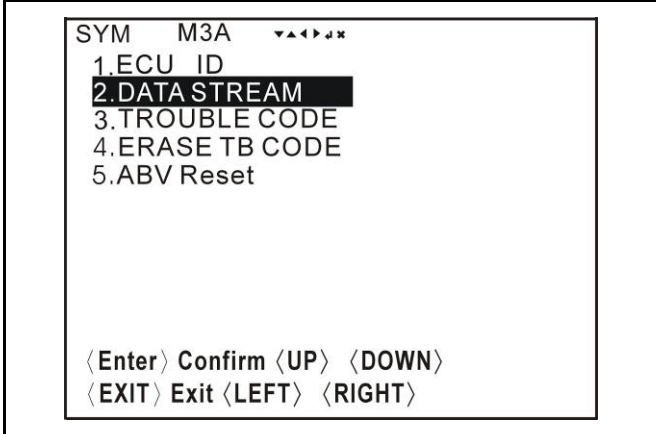 SYM M3A ▼▲◀▶↲✖
1.ECU ID
2.DATA STREAM
3.TROUBLE CODE
4.ERASE TB CODE
5.ABV Reset
〈Enter〉 Confirm 〈UP〉 〈DOWN〉
〈EXIT〉 Exit 〈LEFT〉 〈RIGHT〉